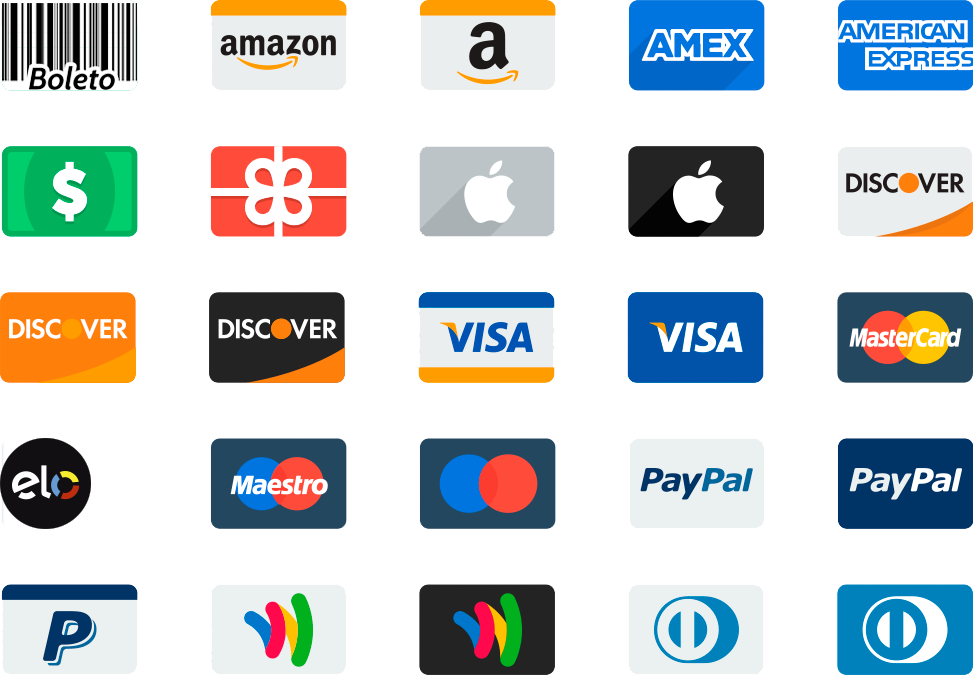 Boleto
amazon
a
AMEX
AMERICAN
EXPRESS
$
DISCOVER
DISCOVER
DISCOVER
VISA
VISA
MasterCard
elo
Maestro
PayPal
PayPal
P